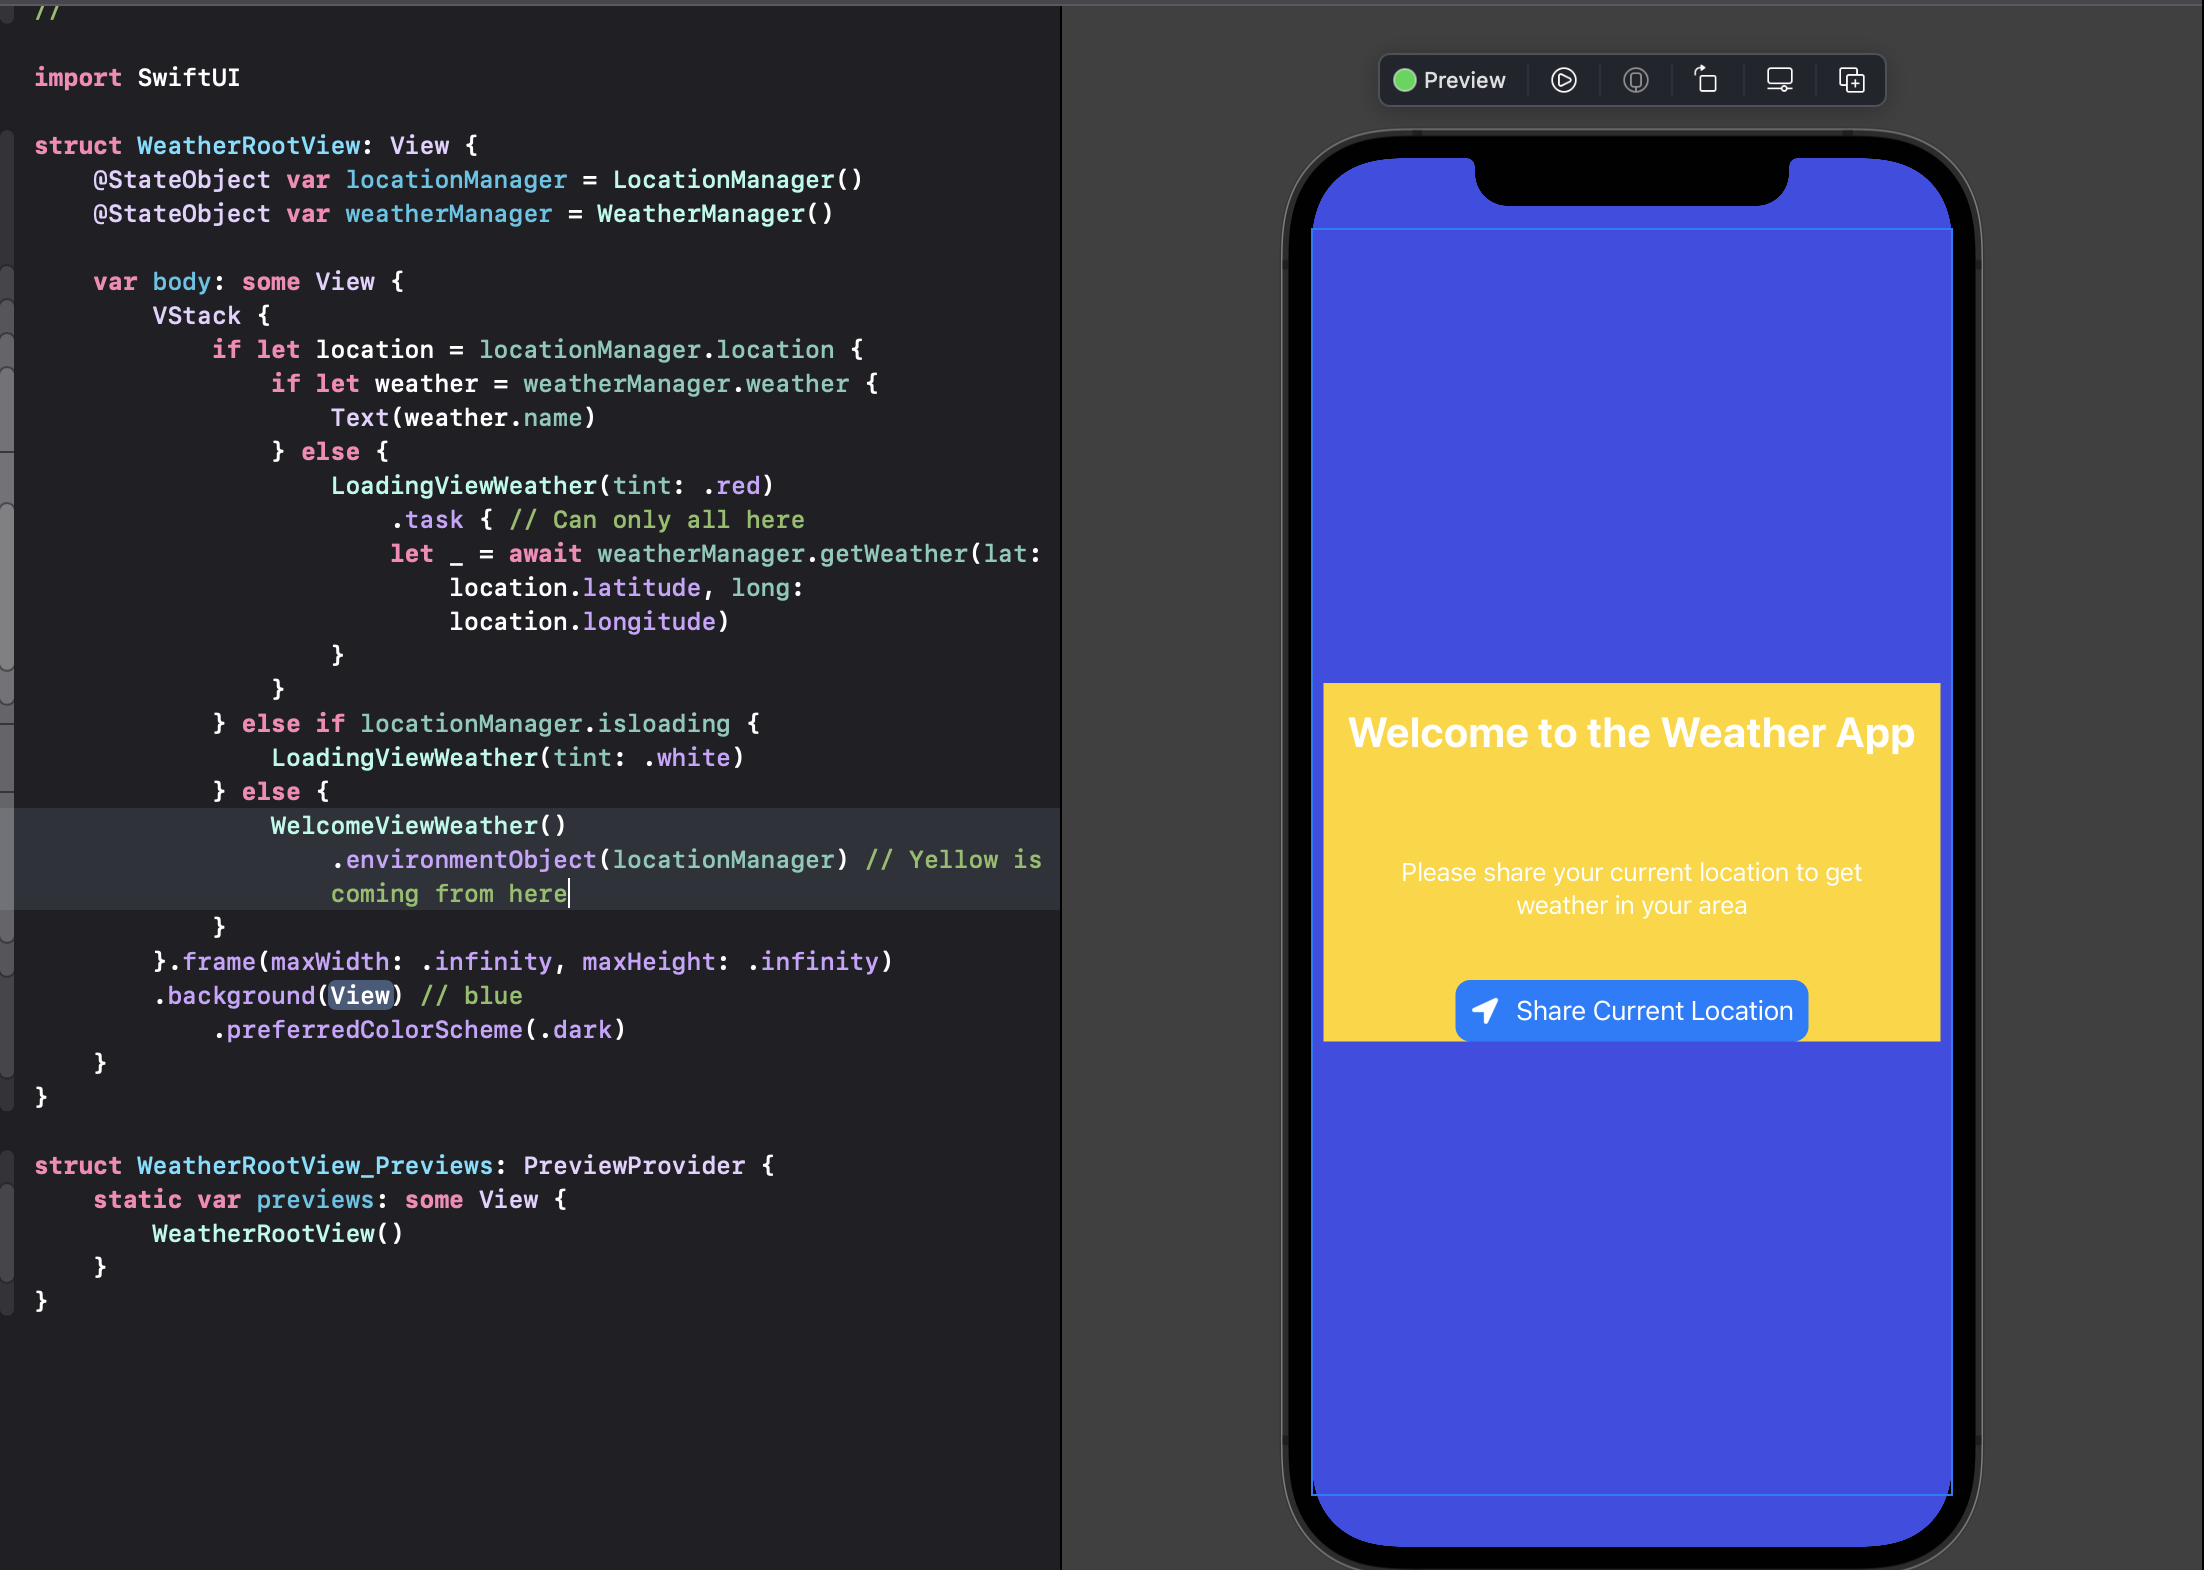 //
import SwiftUI
struct WeatherRootView: View {
@StateObject var locationManager = LocationManager()
@StateObject var weatherManager = WeatherManager()
var body: some View {
VStack {
if let location = locationManager.location {
if let weather = weatherManager.weather {
Text(weather.name)
} else {
LoadingViewWeather(tint: .red)
.task { // Can only all here
let _ = await weatherManager.getWeather(lat:
location.latitude, long:
location.longitude)
}
}
} else if locationManager.isloading {
LoadingViewWeather(tint: .white)
} else {
WelcomeViewWeather()
.environmentObject(locationManager) // Yellow is
coming from here
}
}.frame(maxWidth: .infinity, maxHeight: .infinity)
.background(View) // blue
.preferredColorScheme(.dark)
}
}
struct WeatherRootView_Previews: PreviewProvider {
static var previews: some View {
WeatherRootView()
}
}
Preview
Welcome to the Weather App
Please share your current location to get
weather in your area
Share Current Location